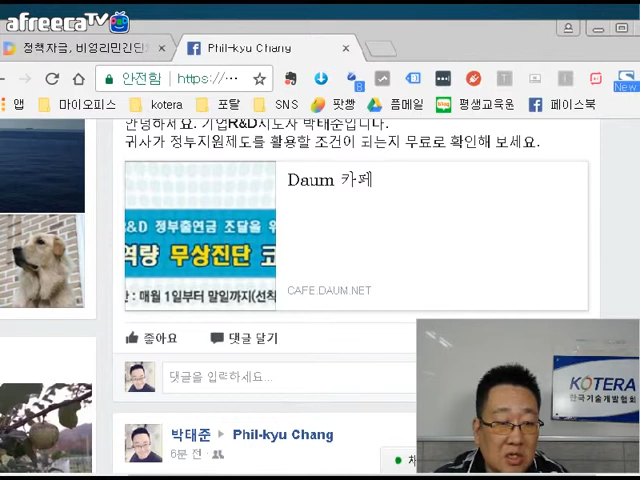 afreecaTV
정책자금, 비영리민간단
Phil-kyu Chang
안전함 https://···
8
New
앱 마이오피스 kotera 포탈 SNS 팟빵 플메일 평생교육원 페이스북
안녕하세요. 기업R&D지도사 박태준입니다.
귀사가 정부지원제도를 활용할 조건이 되는지 무료로 확인해 보세요.
Daum 카페
&D 정부출연금 조달을 위
역량 무상진단 코
: 매월 1일부터 말일까지(선착
CAFE.DAUM.NET
좋아요 댓글 달기
댓글을 입력하세요...
KOTERA
한국기술개발협회
박태준 Phil-kyu Chang
6분 전